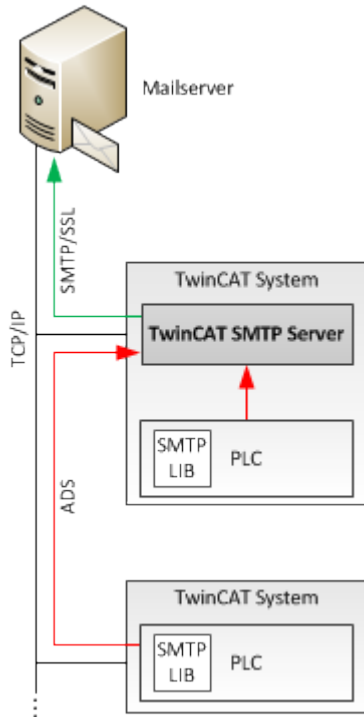 Mailserver
SMTP/SSL
TCP/IP
TwinCAT System
TwinCAT SMTP Server
SMTP
LIB
PLC
ADS
TwinCAT System
SMTP
LIB
PLC